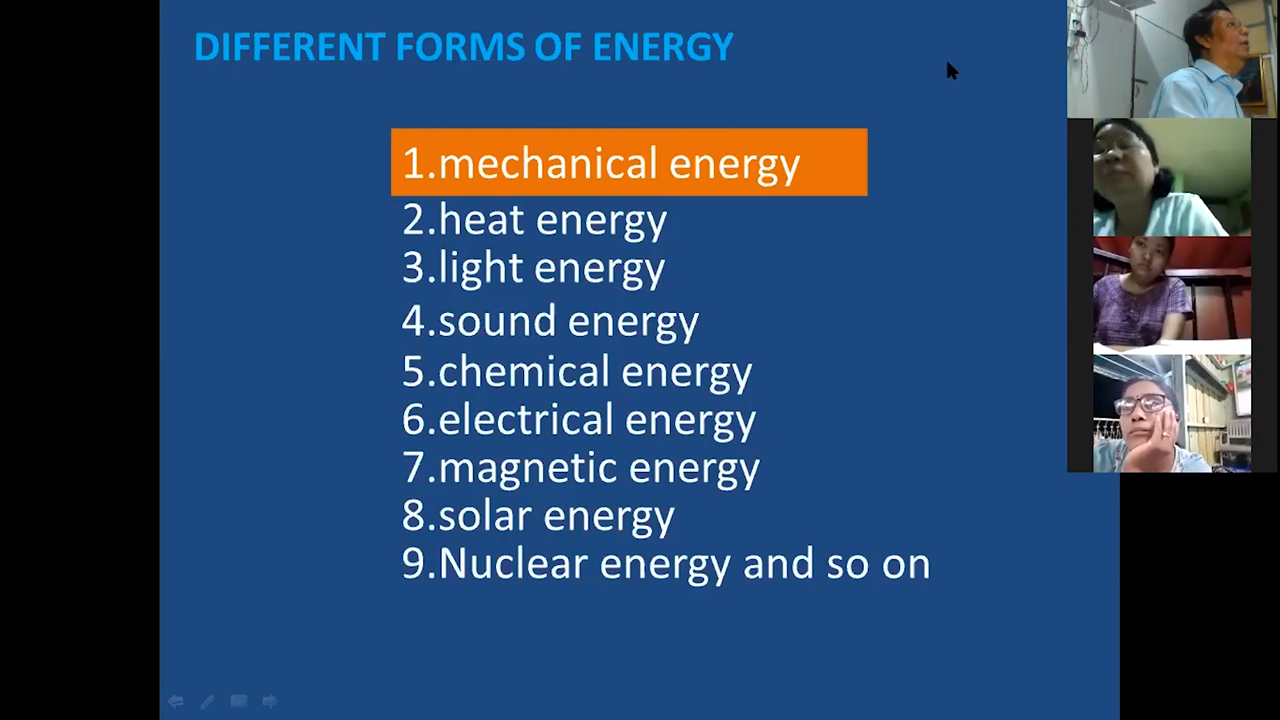 DIFFERENT FORMS OF ENERGY
1.mechanical energy
2.heat energy
3.light energy
4.sound energy
5.chemical energy
6.electrical energy
7.magnetic energy
8.solar energy
9.Nuclear energy and so on